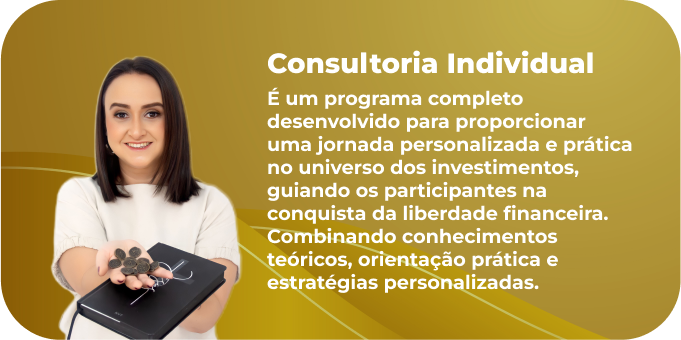 Consultoria Individual
É um programa completo
desenvolvido para proporcionar
uma jornada personalizada e prática
no universo dos investimentos,
guiando os participantes na
conquista da liberdade financeira.
Combinando conhecimentos
teóricos, orientação prática e
estratégias personalizadas.